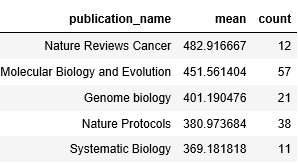 publication_name mean count
Nature Reviews Cancer 482.916667 12
Molecular Biology and Evolution 451.561404 57
Genome biology 401.190476 21
Nature Protocols 380.973684 38
Systematic Biology 369.181818 11